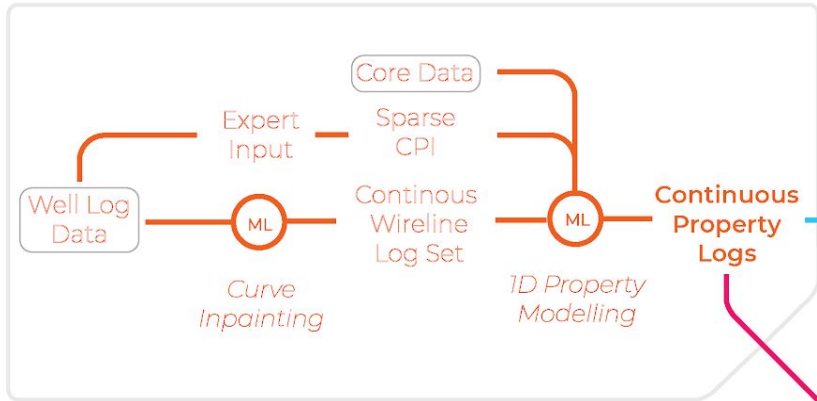 Core Data
Expert
Input
Sparse
CPI
Well Log
Data
ML
Continous
Wireline
Log Set
ML
Continuous
Property
Logs
Curve
Inpainting
1D Property
Modelling